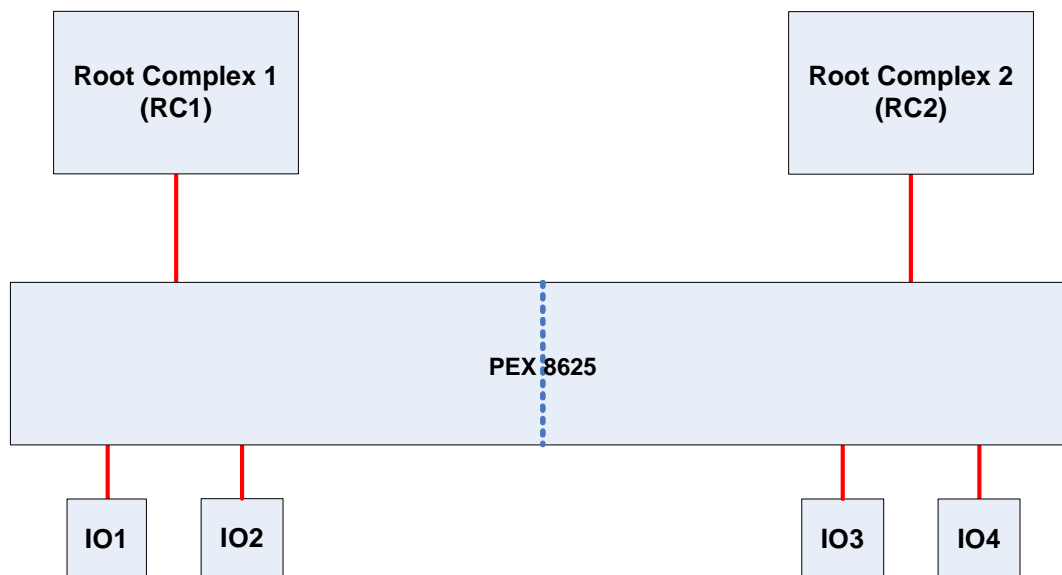 Root Complex 1
(RC1)
Root Complex 2
(RC2)
PEX 8625
IO1
IO2
IO3
IO4